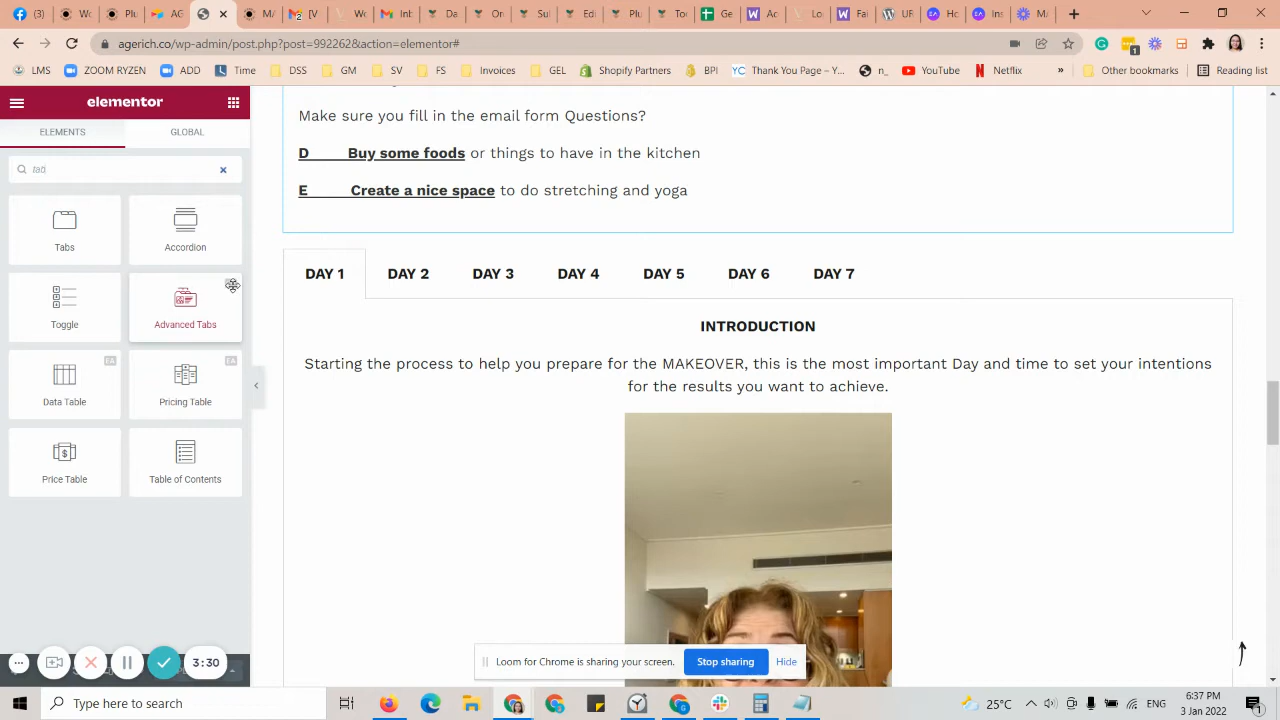 agerich.co/wp-admin/post.php?post=992262&action=elementor#
LMS ZOOM RYZEN ADD Time DSS GM SV FS Invoices GEL Shopify Partners BPI YC Thank You Page – Y... YouTube Netflix » Other bookmarks Reading list
elementor
ELEMENTS GLOBAL
tab
Tabs Accordion
Toggle Advanced Tabs
EA EA
Data Table Pricing Table
Price Table Table of Contents
Make sure you fill in the email form Questions?
D Buy some foods or things to have in the kitchen
E Create a nice space to do stretching and yoga
DAY 1 DAY 2 DAY 3 DAY 4 DAY 5 DAY 6 DAY 7
INTRODUCTION
Starting the process to help you prepare for the MAKEOVER, this is the most important Day and time to set your intentions
for the results you want to achieve.
3:30
Loom for Chrome is sharing your screen. Stop sharing Hide
Type here to search
25°C ENG 6:37 PM
3 Jan 2022